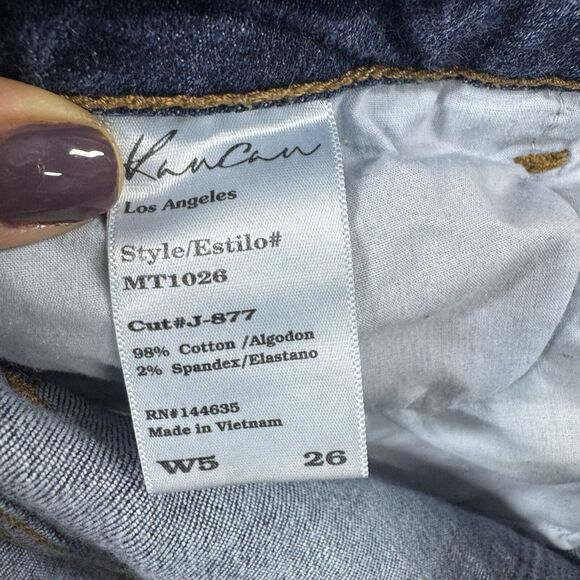 KanCan
Los Angeles
Style/Estilo#
MT1026
Cut#J-877
98% Cotton /Algodon
2% Spandex/Elastano
RN#144635
Made in Vietnam
W5 26